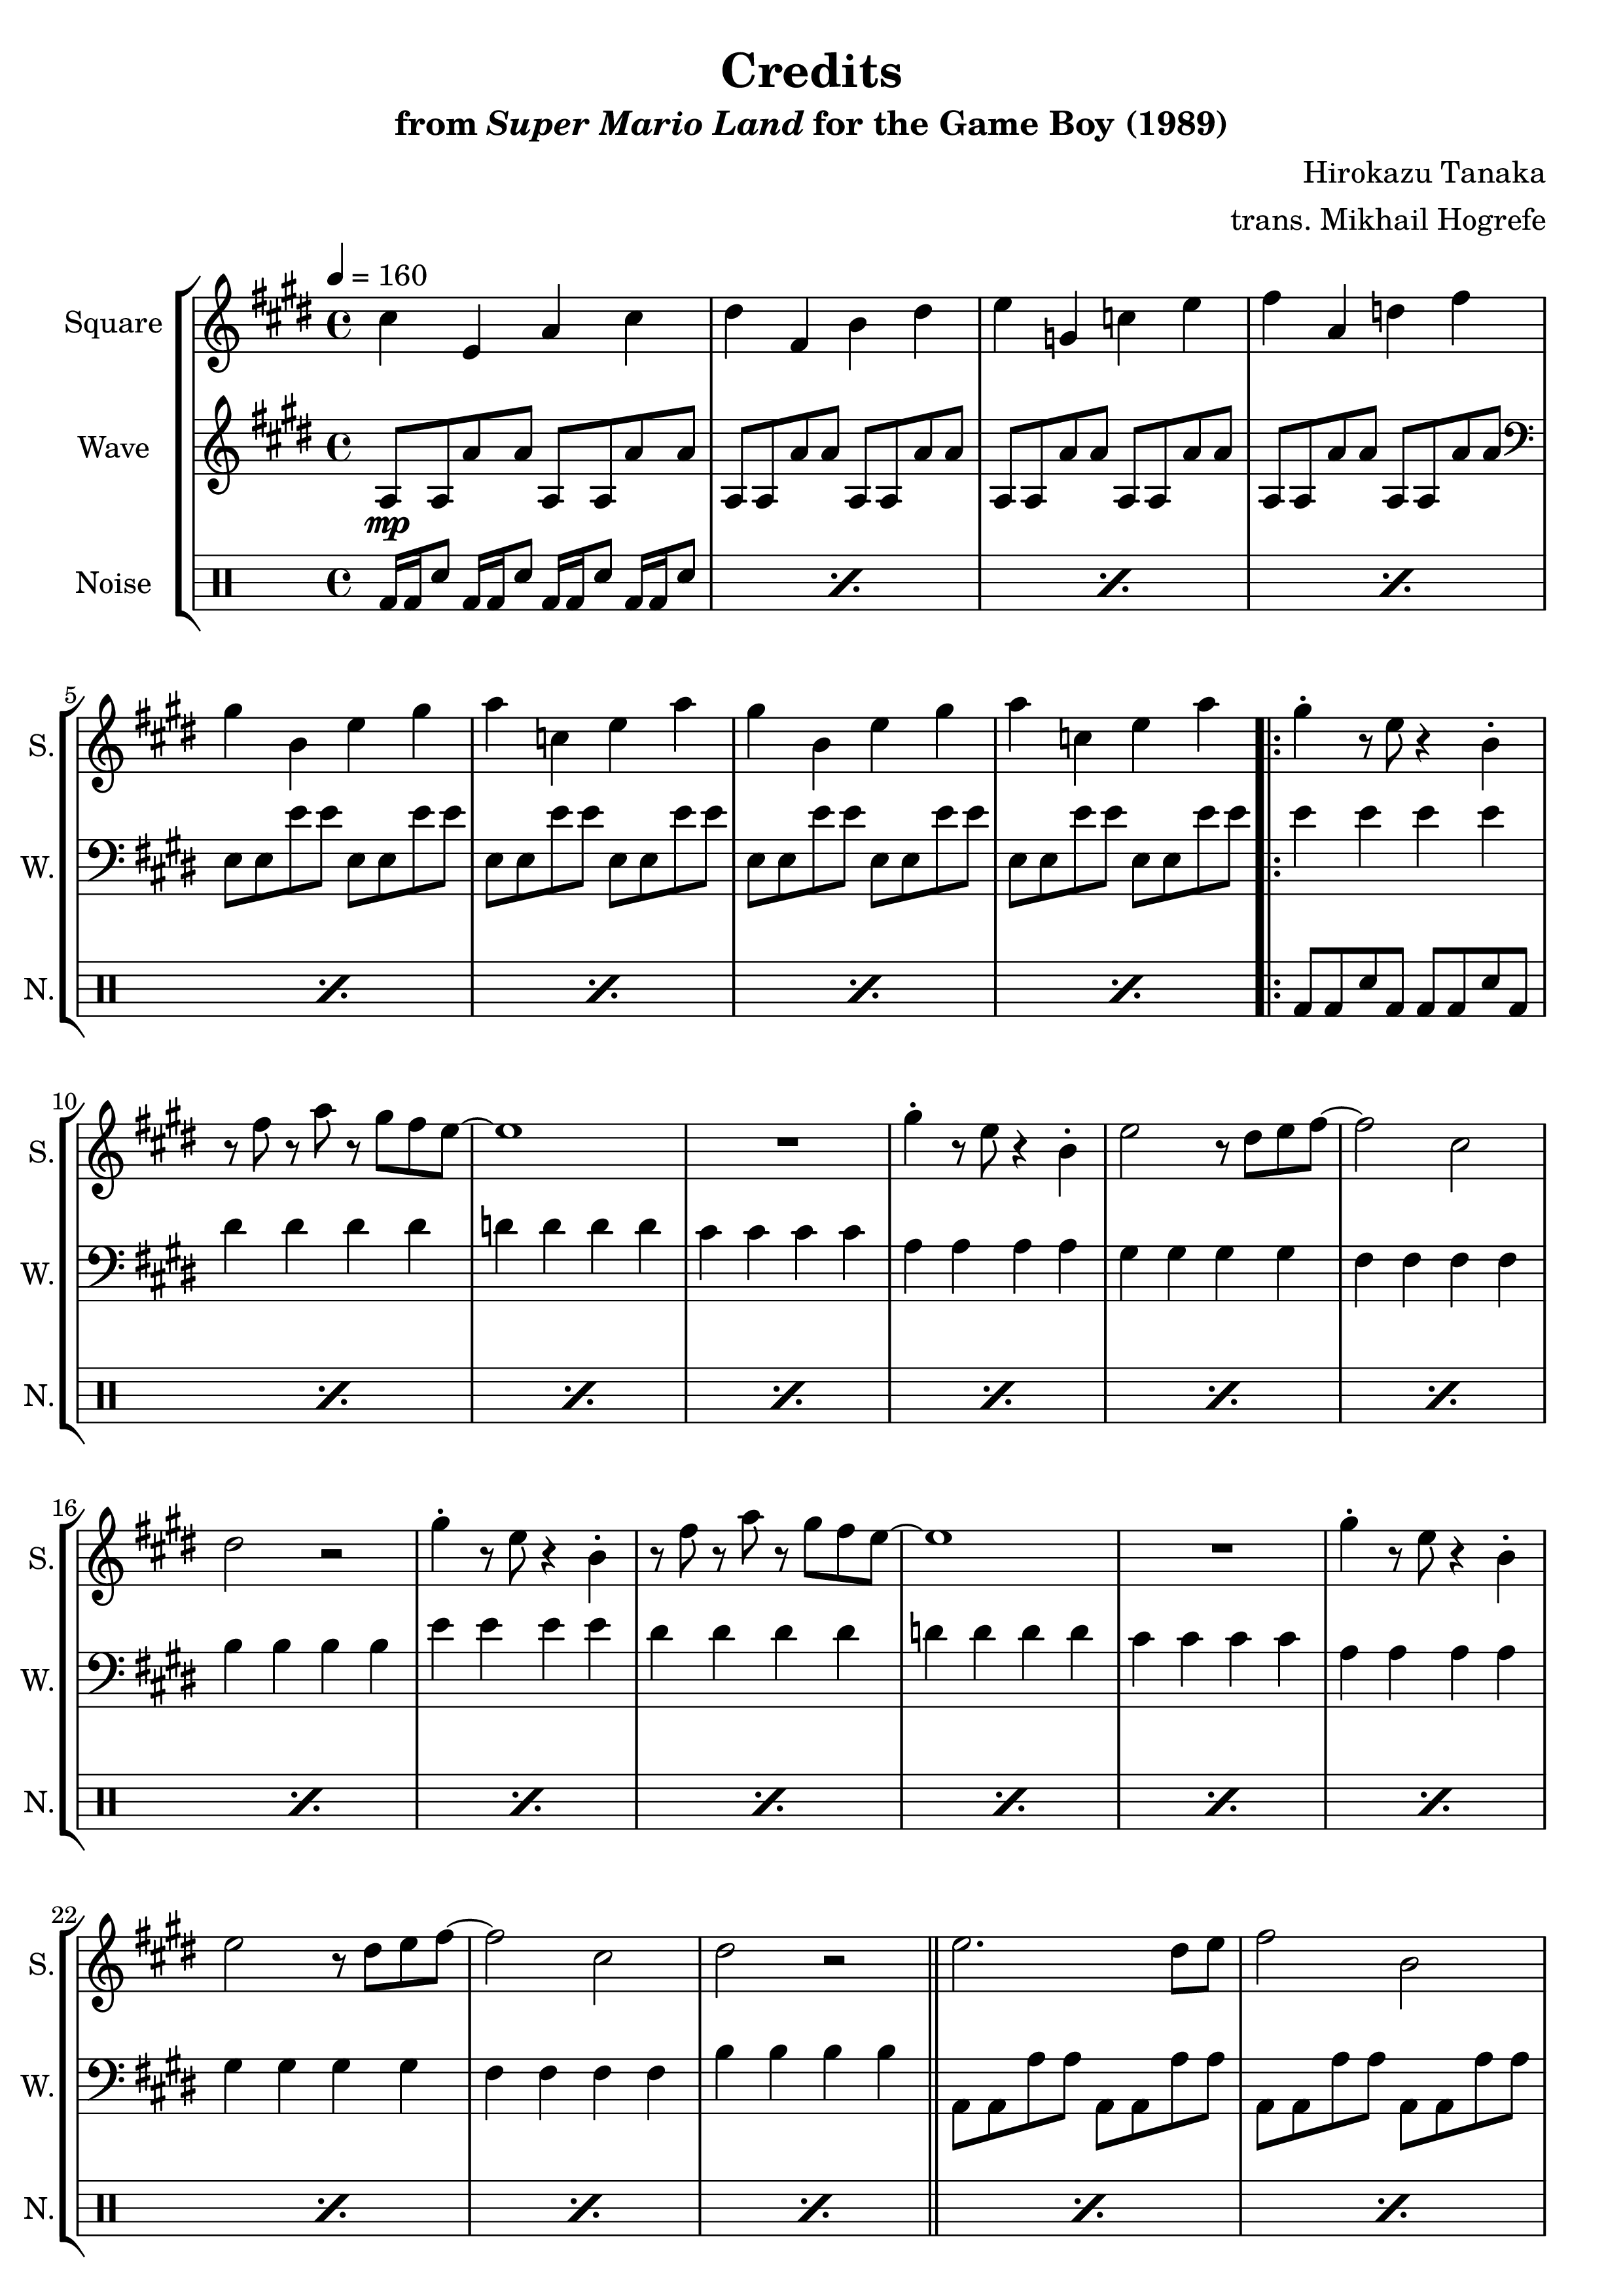 Credits
from Super Mario Land for the Game Boy (1989)
Hirokazu Tanaka
trans. Mikhail Hogrefe
= 160
Square
Wave
mp
Noise
5
S.
W.
N.
10
S.
W.
N.
16
S.
W.
N.
22
S.
W.
N.